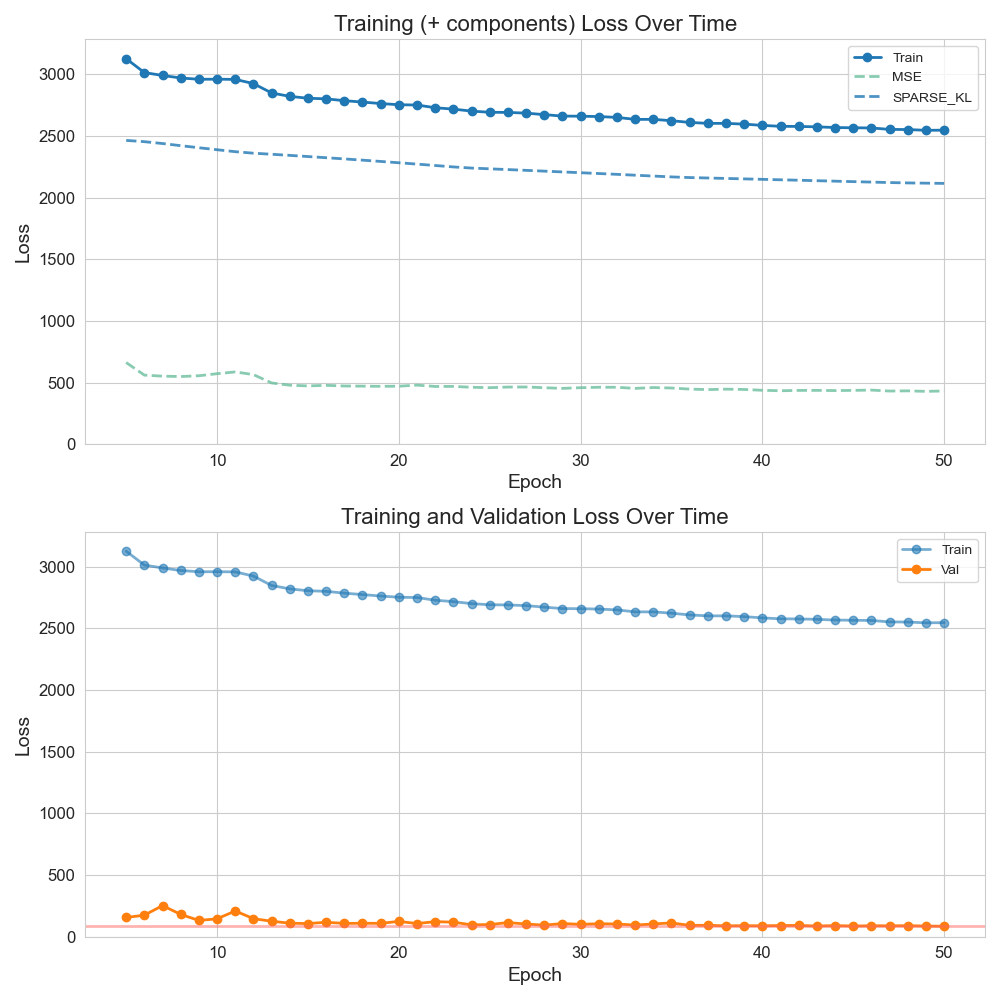 Training (+ components) Loss Over Time
Train
MSE
SPARSE_KL
Loss
3000
2500
2000
1500
1000
500
0
10
20
30
40
50
Epoch
Training and Validation Loss Over Time
Train
Val
Loss
3000
2500
2000
1500
1000
500
0
10
20
30
40
50
Epoch